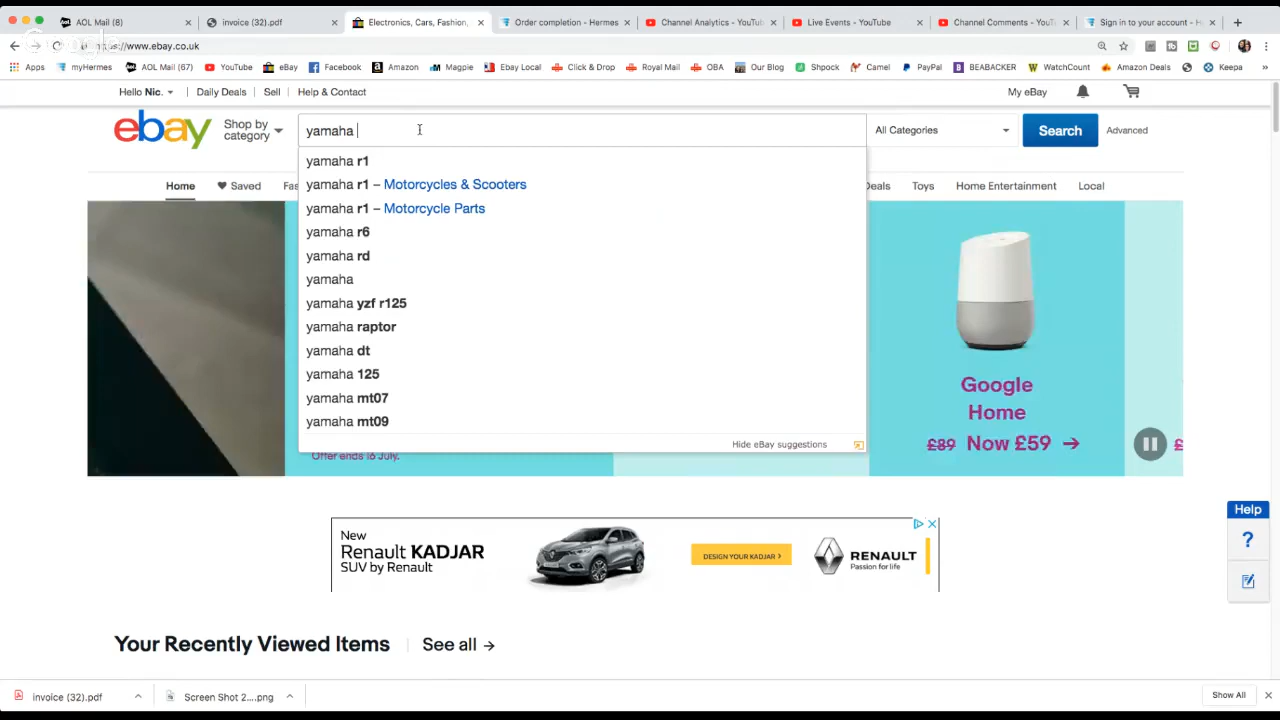 AOL Mail (8)
invoice (32).pdf
Electronics, Cars, Fashion,
Order completion - Hermes
Channel Analytics - YouTub
Live Events - YouTube
Channel Comments - YouTu
Sign in to your account - H
https://www.ebay.co.uk
Apps
myHermes
AOL Mail (67)
YouTube
eBay
Facebook
Amazon
Magpie
Ebay Local
Click & Drop
Royal Mail
OBA
Our Blog
Shpock
Camel
PayPal
BEABACKER
WatchCount
Amazon Deals
Keepa
»
Hello Nic.
Daily Deals
Sell
Help & Contact
My eBay
ebay
Shop by
category
yamaha
All Categories
Search
Advanced
Home
Saved
Fas
Deals
Toys
Home Entertainment
Local
yamaha r1
yamaha r1 – Motorcycles & Scooters
yamaha r1 – Motorcycle Parts
yamaha r6
yamaha rd
yamaha
yamaha yzf r125
yamaha raptor
yamaha dt
yamaha 125
yamaha mt07
yamaha mt09
Hide eBay suggestions
Offer ends 16 July.
Google
Home
£89 Now £59 →
£
New
Renault KADJAR
SUV by Renault
DESIGN YOUR KADJAR ›
RENAULT
Passion for life
Help
?
Your Recently Viewed Items
See all →
invoice (32).pdf
Screen Shot 2....png
Show All